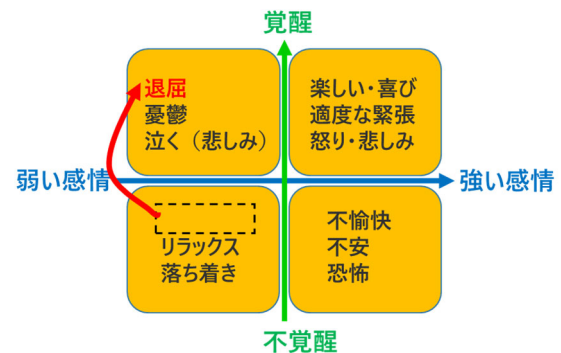 覚醒
退屈
憂鬱
泣く（悲しみ）
楽しい・喜び
適度な緊張
怒り・悲しみ
弱い感情
強い感情
リラックス
落ち着き
不愉快
不安
恐怖
不覚醒